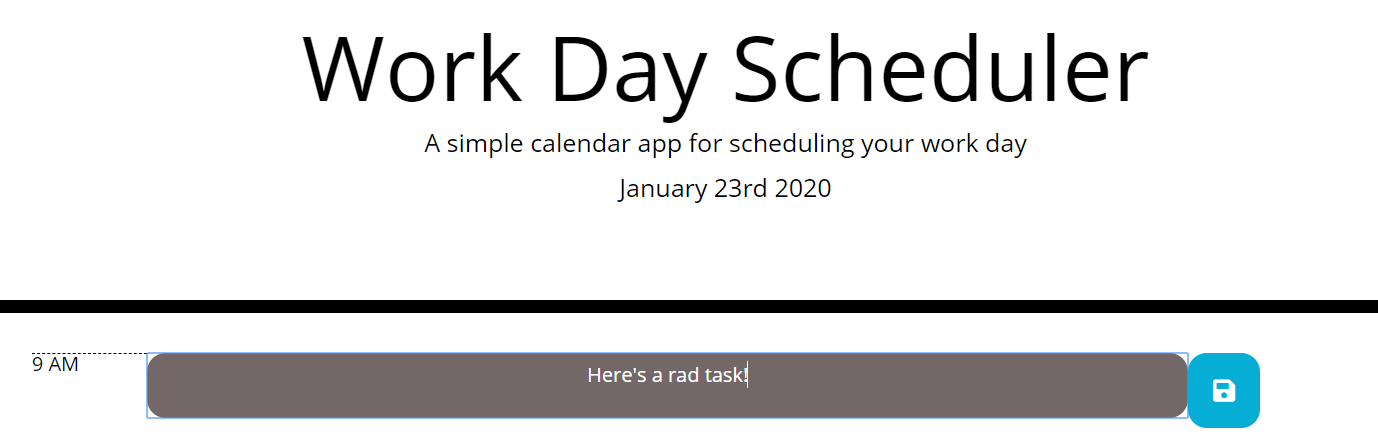 Work Day Scheduler
A simple calendar app for scheduling your work day
January 23rd 2020
9 AM
Here's a rad task!